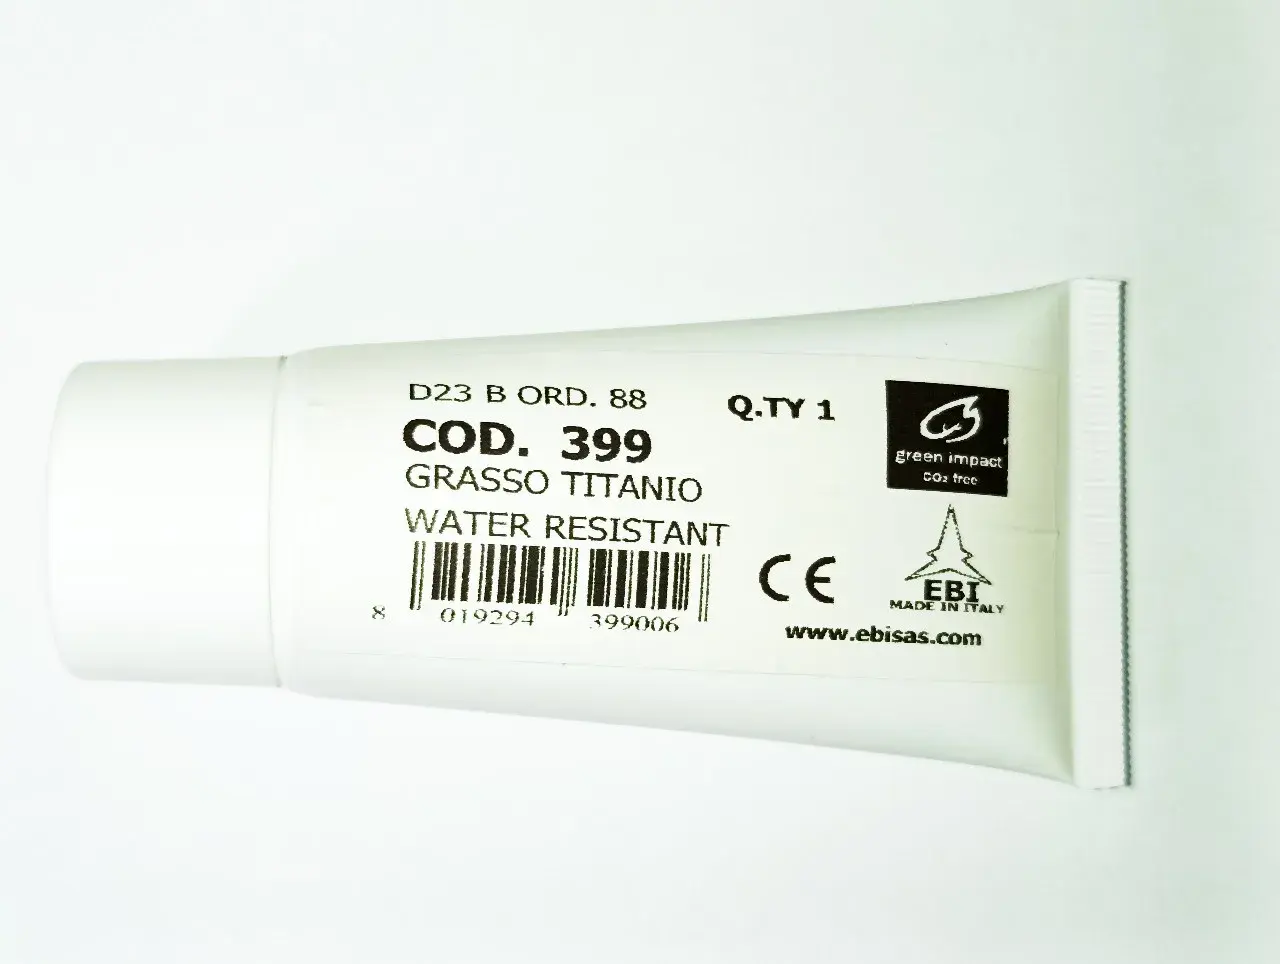 D23 B ORD. 88
Q.TY 1
COD. 399
GRASSO TITANIO
WATER RESISTANT
8 019294 399006
CE
green impact
CO₂ free
EBI
MADE IN ITALY
www.ebisas.com